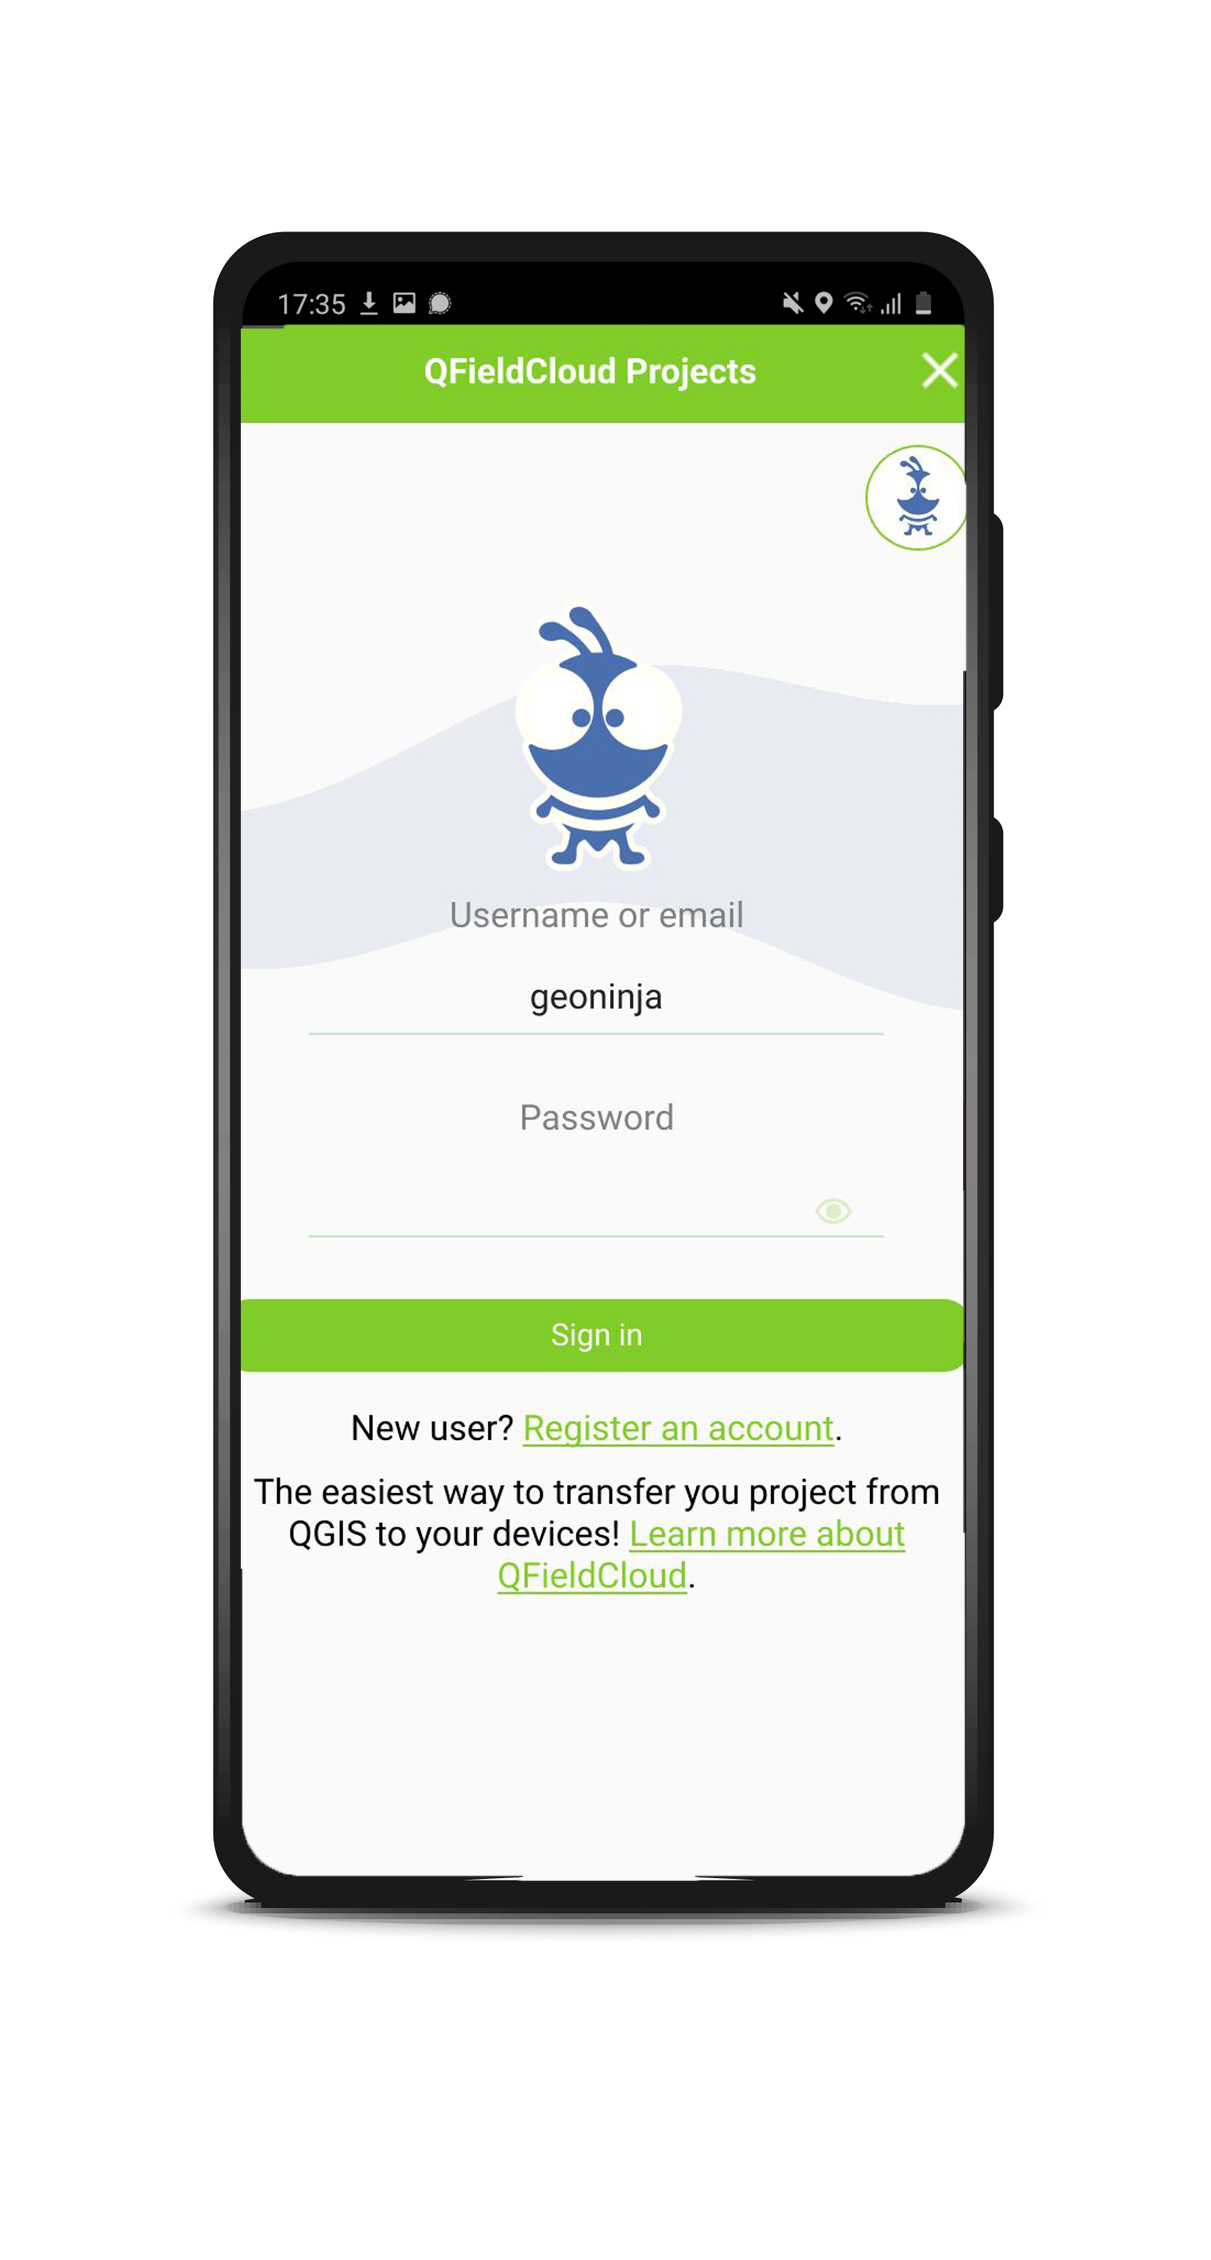 17:35
QFieldCloud Projects
Username or email
geoninja
Password
Sign in
New user? Register an account.
The easiest way to transfer you project from
QGIS to your devices! Learn more about
QFieldCloud.